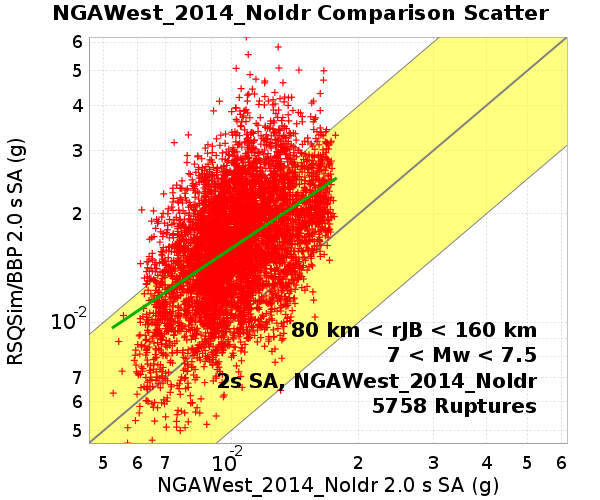 NGAWest_2014_NoIdr Comparison Scatter
6
5
4
3
2
10-2
7
6
5
RSQSim/BBP 2.0 s SA (g)
80 km < rJB < 160 km
7 < Mw < 7.5
2s SA, NGAWest_2014_NoIdr
5758 Ruptures
5 6 7 10-2 2 3 4 5 6
NGAWest_2014_NoIdr 2.0 s SA (g)